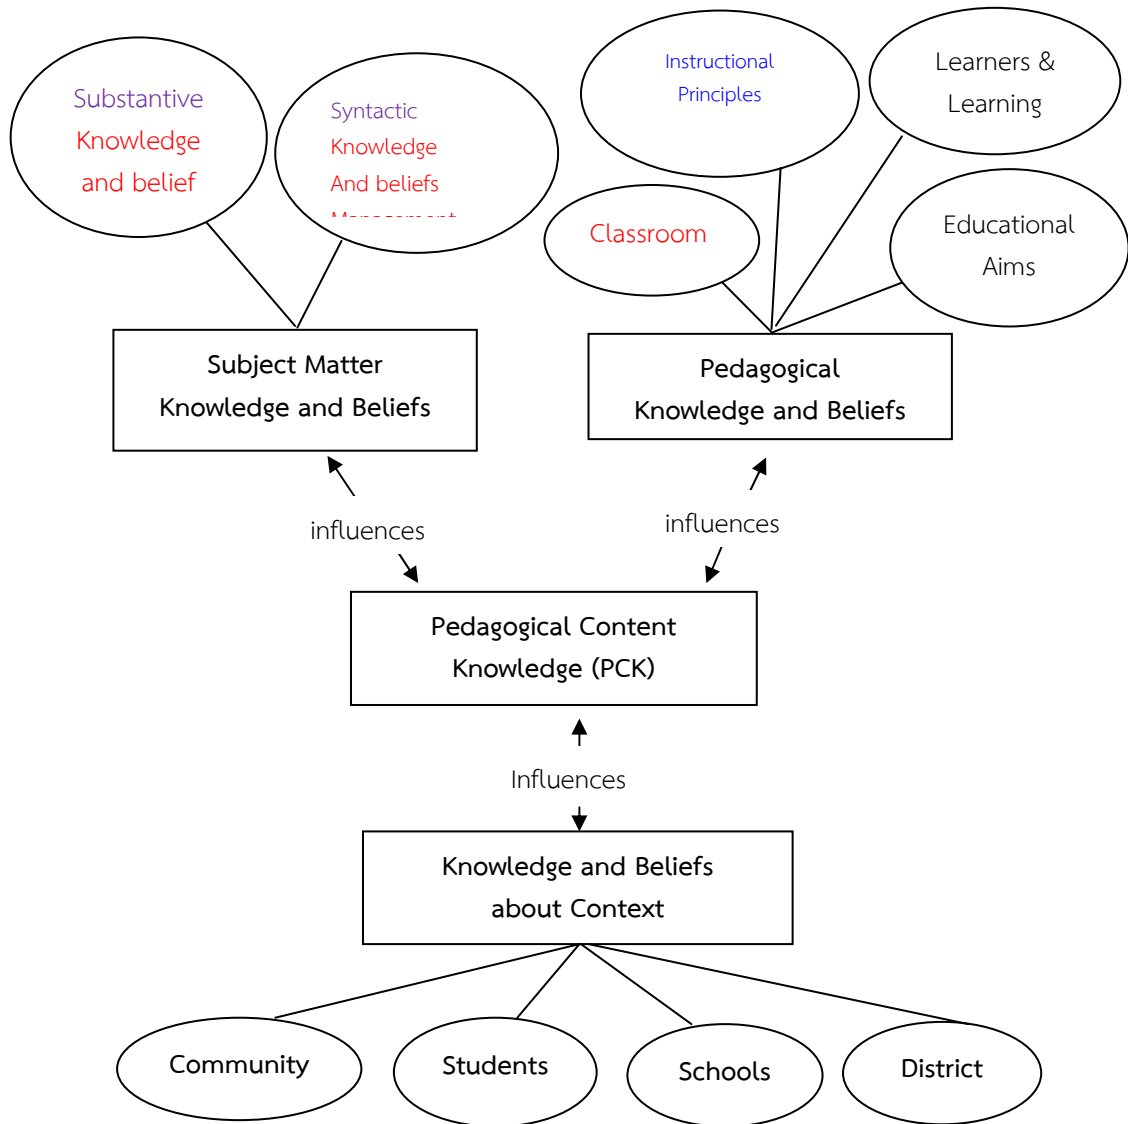 Substantive
Knowledge
and belief
Syntactic
Knowledge
And beliefs
Management
Instructional
Principles
Learners &
Learning
Classroom
Educational
Aims
Subject Matter
Knowledge and Beliefs
Pedagogical
Knowledge and Beliefs
influences
influences
Pedagogical Content
Knowledge (PCK)
Influences
Knowledge and Beliefs
about Context
Community
Students
Schools
District